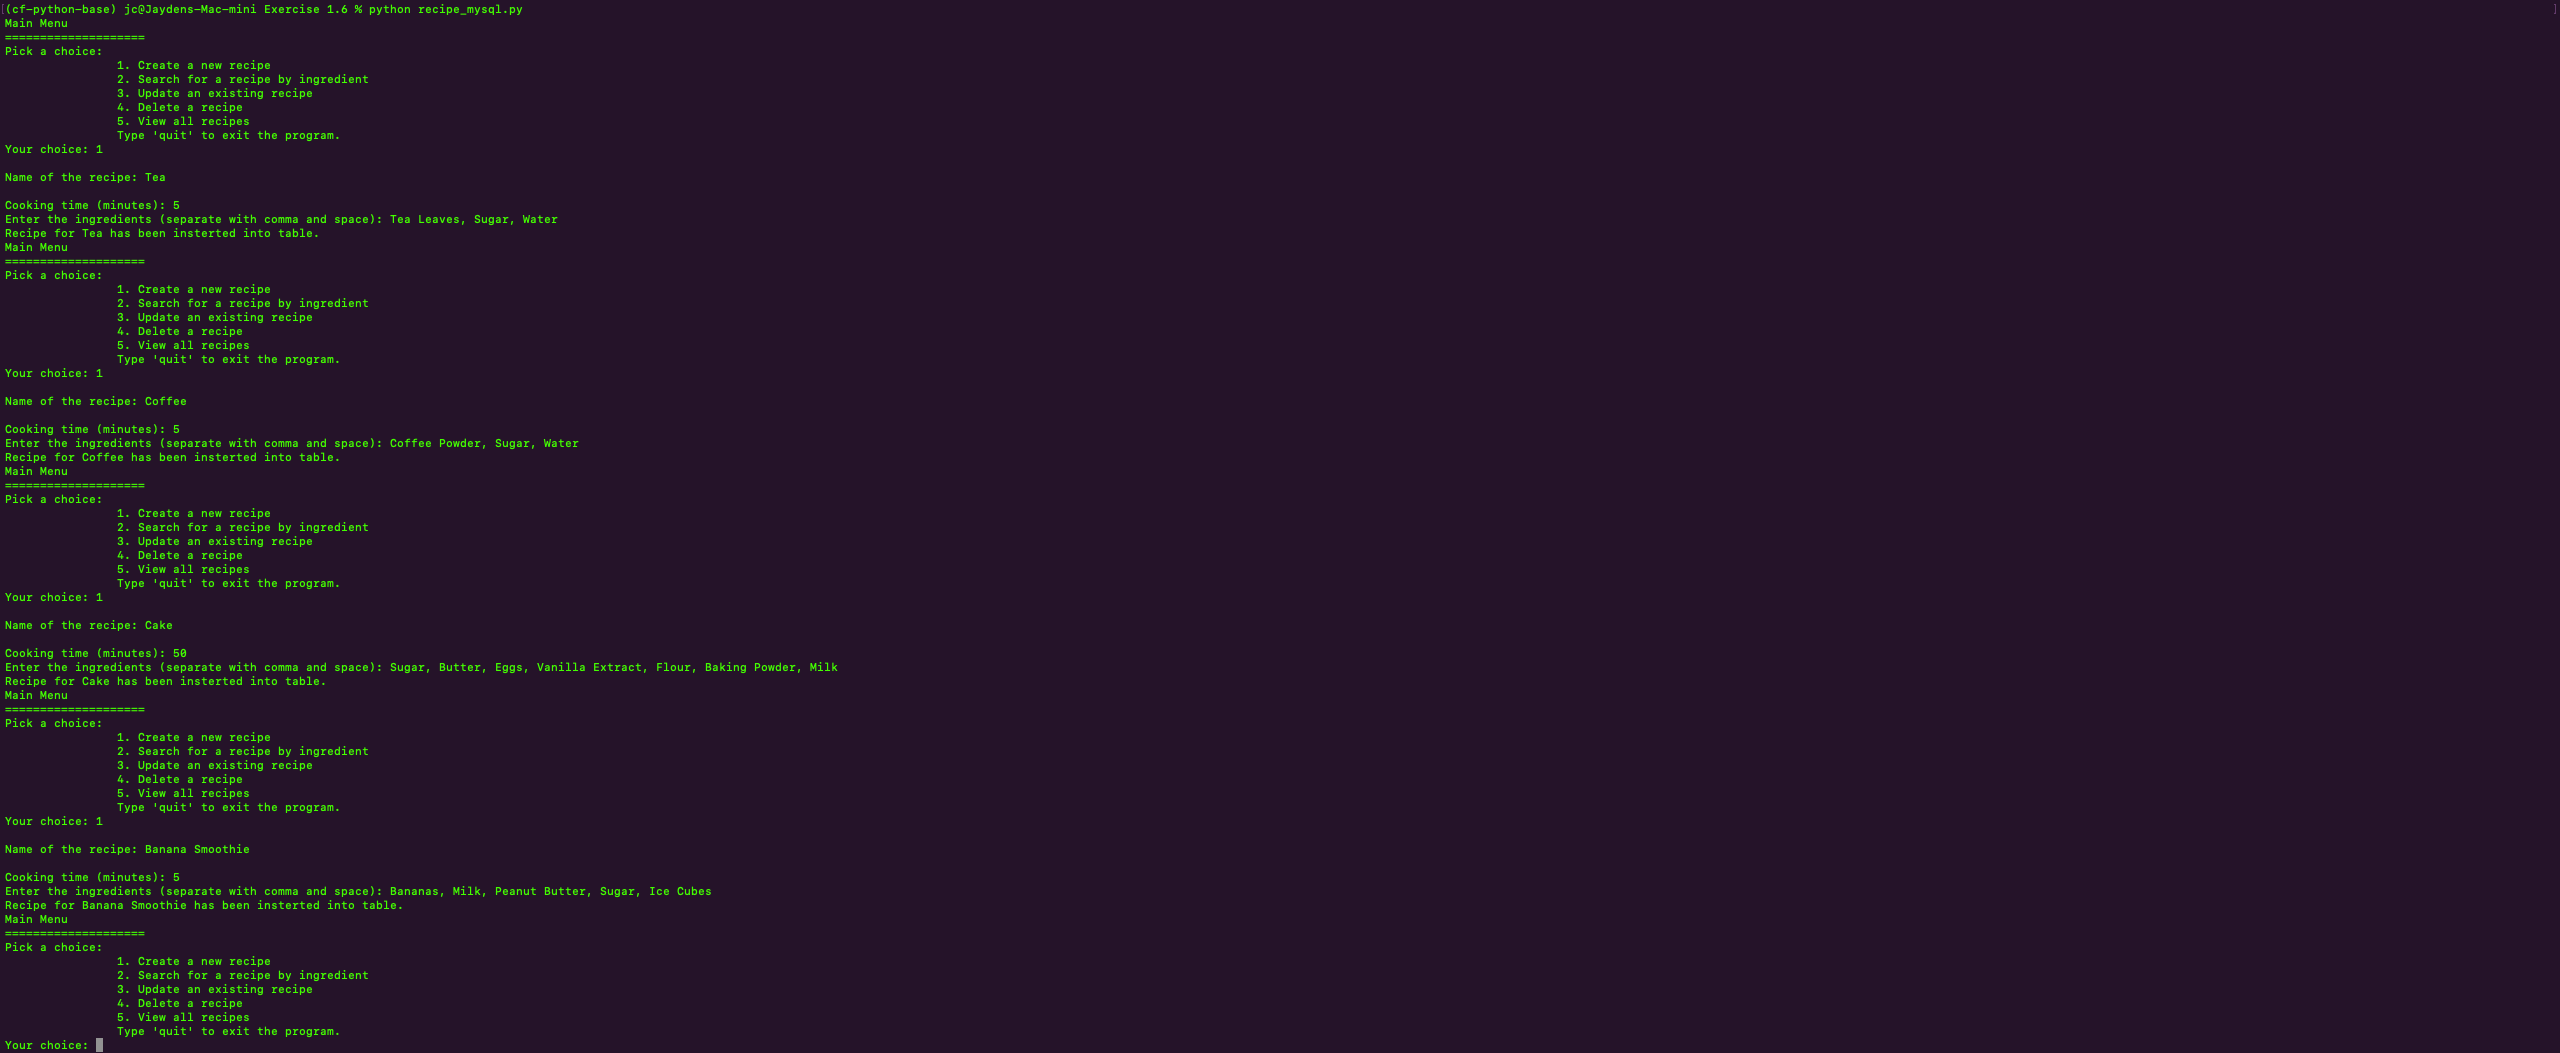 (cf-python-base) jc@Jaydens-Mac-mini Exercise 1.6 % python recipe_mysql.py
Main Menu
====================
Pick a choice:
1. Create a new recipe
2. Search for a recipe by ingredient
3. Update an existing recipe
4. Delete a recipe
5. View all recipes
Type 'quit' to exit the program.
Your choice: 1
Name of the recipe: Tea
Cooking time (minutes): 5
Enter the ingredients (separate with comma and space): Tea Leaves, Sugar, Water
Recipe for Tea has been insterted into table.
Main Menu
====================
Pick a choice:
1. Create a new recipe
2. Search for a recipe by ingredient
3. Update an existing recipe
4. Delete a recipe
5. View all recipes
Type 'quit' to exit the program.
Your choice: 1
Name of the recipe: Coffee
Cooking time (minutes): 5
Enter the ingredients (separate with comma and space): Coffee Powder, Sugar, Water
Recipe for Coffee has been insterted into table.
Main Menu
====================
Pick a choice:
1. Create a new recipe
2. Search for a recipe by ingredient
3. Update an existing recipe
4. Delete a recipe
5. View all recipes
Type 'quit' to exit the program.
Your choice: 1
Name of the recipe: Cake
Cooking time (minutes): 50
Enter the ingredients (separate with comma and space): Sugar, Butter, Eggs, Vanilla Extract, Flour, Baking Powder, Milk
Recipe for Cake has been insterted into table.
Main Menu
====================
Pick a choice:
1. Create a new recipe
2. Search for a recipe by ingredient
3. Update an existing recipe
4. Delete a recipe
5. View all recipes
Type 'quit' to exit the program.
Your choice: 1
Name of the recipe: Banana Smoothie
Cooking time (minutes): 5
Enter the ingredients (separate with comma and space): Bananas, Milk, Peanut Butter, Sugar, Ice Cubes
Recipe for Banana Smoothie has been insterted into table.
Main Menu
====================
Pick a choice:
1. Create a new recipe
2. Search for a recipe by ingredient
3. Update an existing recipe
4. Delete a recipe
5. View all recipes
Type 'quit' to exit the program.
Your choice: